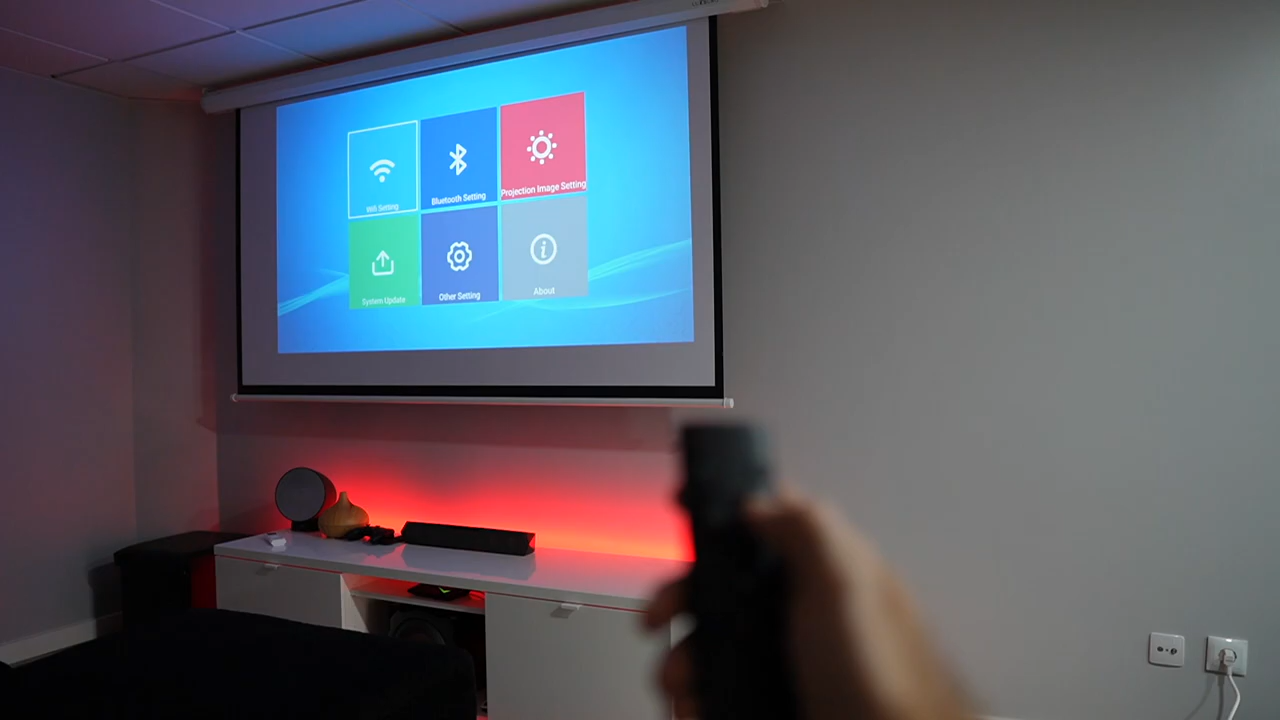 Wifi Setting
Bluetooth Setting
Projection Image Setting
System Update
Other Setting
About